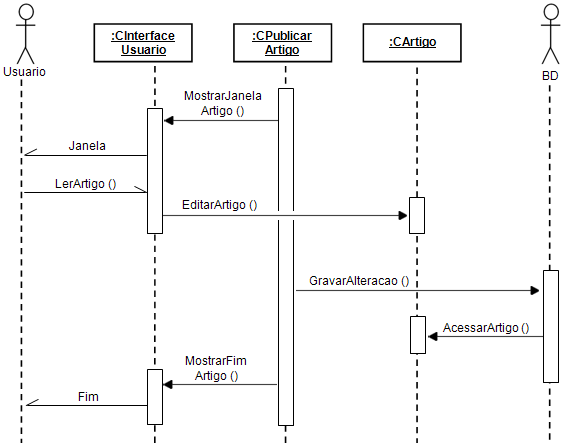 :CInterface
Usuario
:CPublicar
Artigo
:CArtigo
Usuario
BD
MostrarJanela
Artigo ()
Janela
LerArtigo ()
EditarArtigo ()
GravarAlteracao ()
AcessarArtigo ()
MostrarFim
Artigo ()
Fim